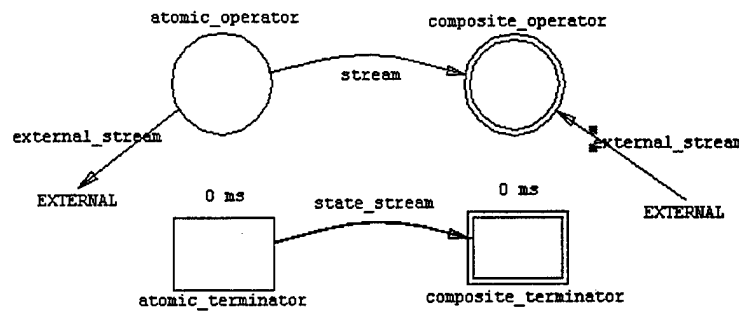 atomic_operator
composite_operator
stream
external_stream
external_stream
EXTERNAL
0 ms
state_stream
0 ms
EXTERNAL
atomic_terminator
composite_terminator